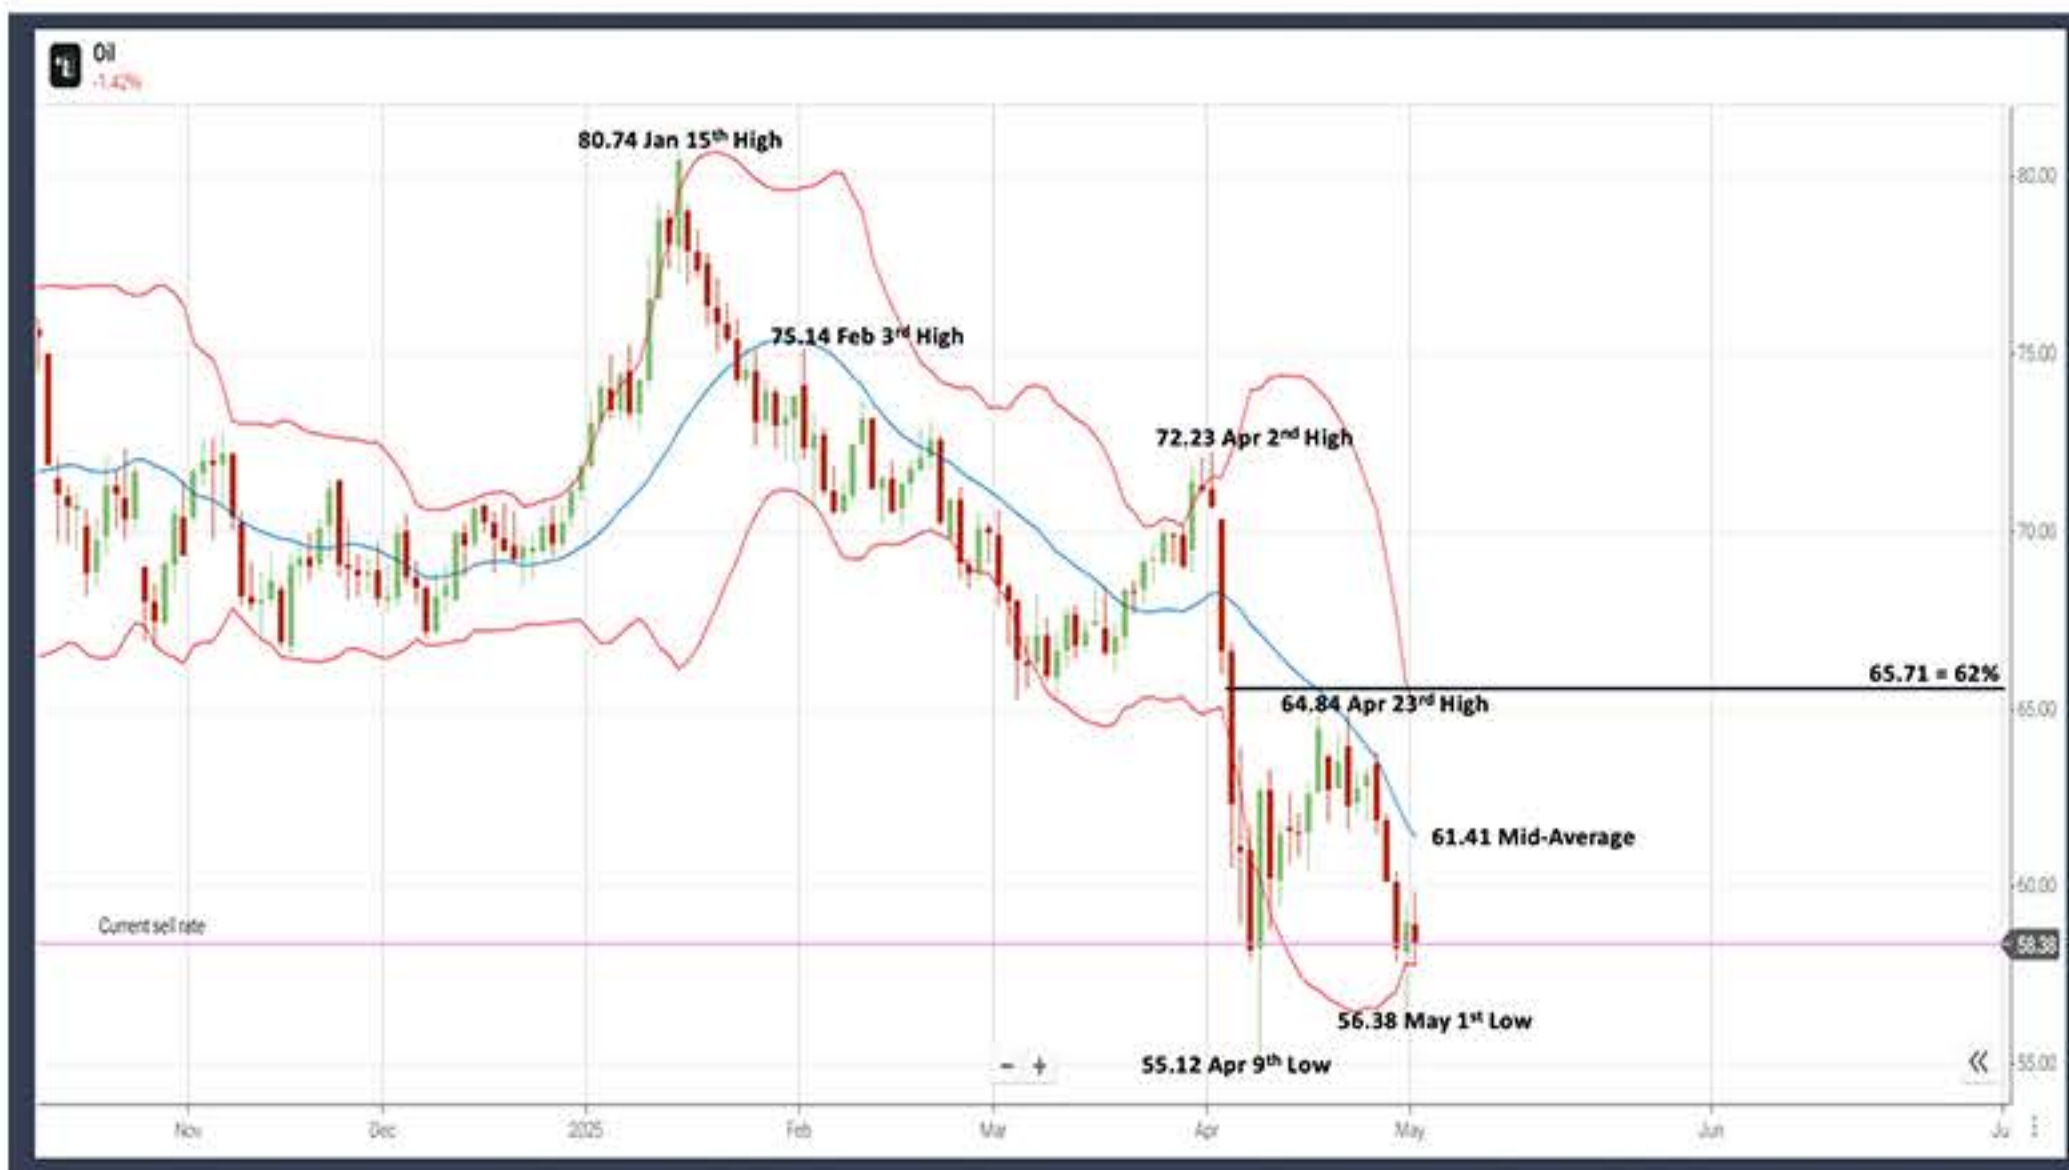 Oil
-1.42%
80.74 Jan 15th High
80.00
75.14 Feb 3rd High
75.00
72.23 Apr 2nd High
70.00
65.71 = 62%
64.84 Apr 23rd High
65.00
61.41 Mid-Average
60.00
Current sell rate
58.38
56.38 May 1st Low
55.12 Apr 9th Low
- +
«
55.00
Nov Dec 2025 Feb Mar Apr May Jun Ju